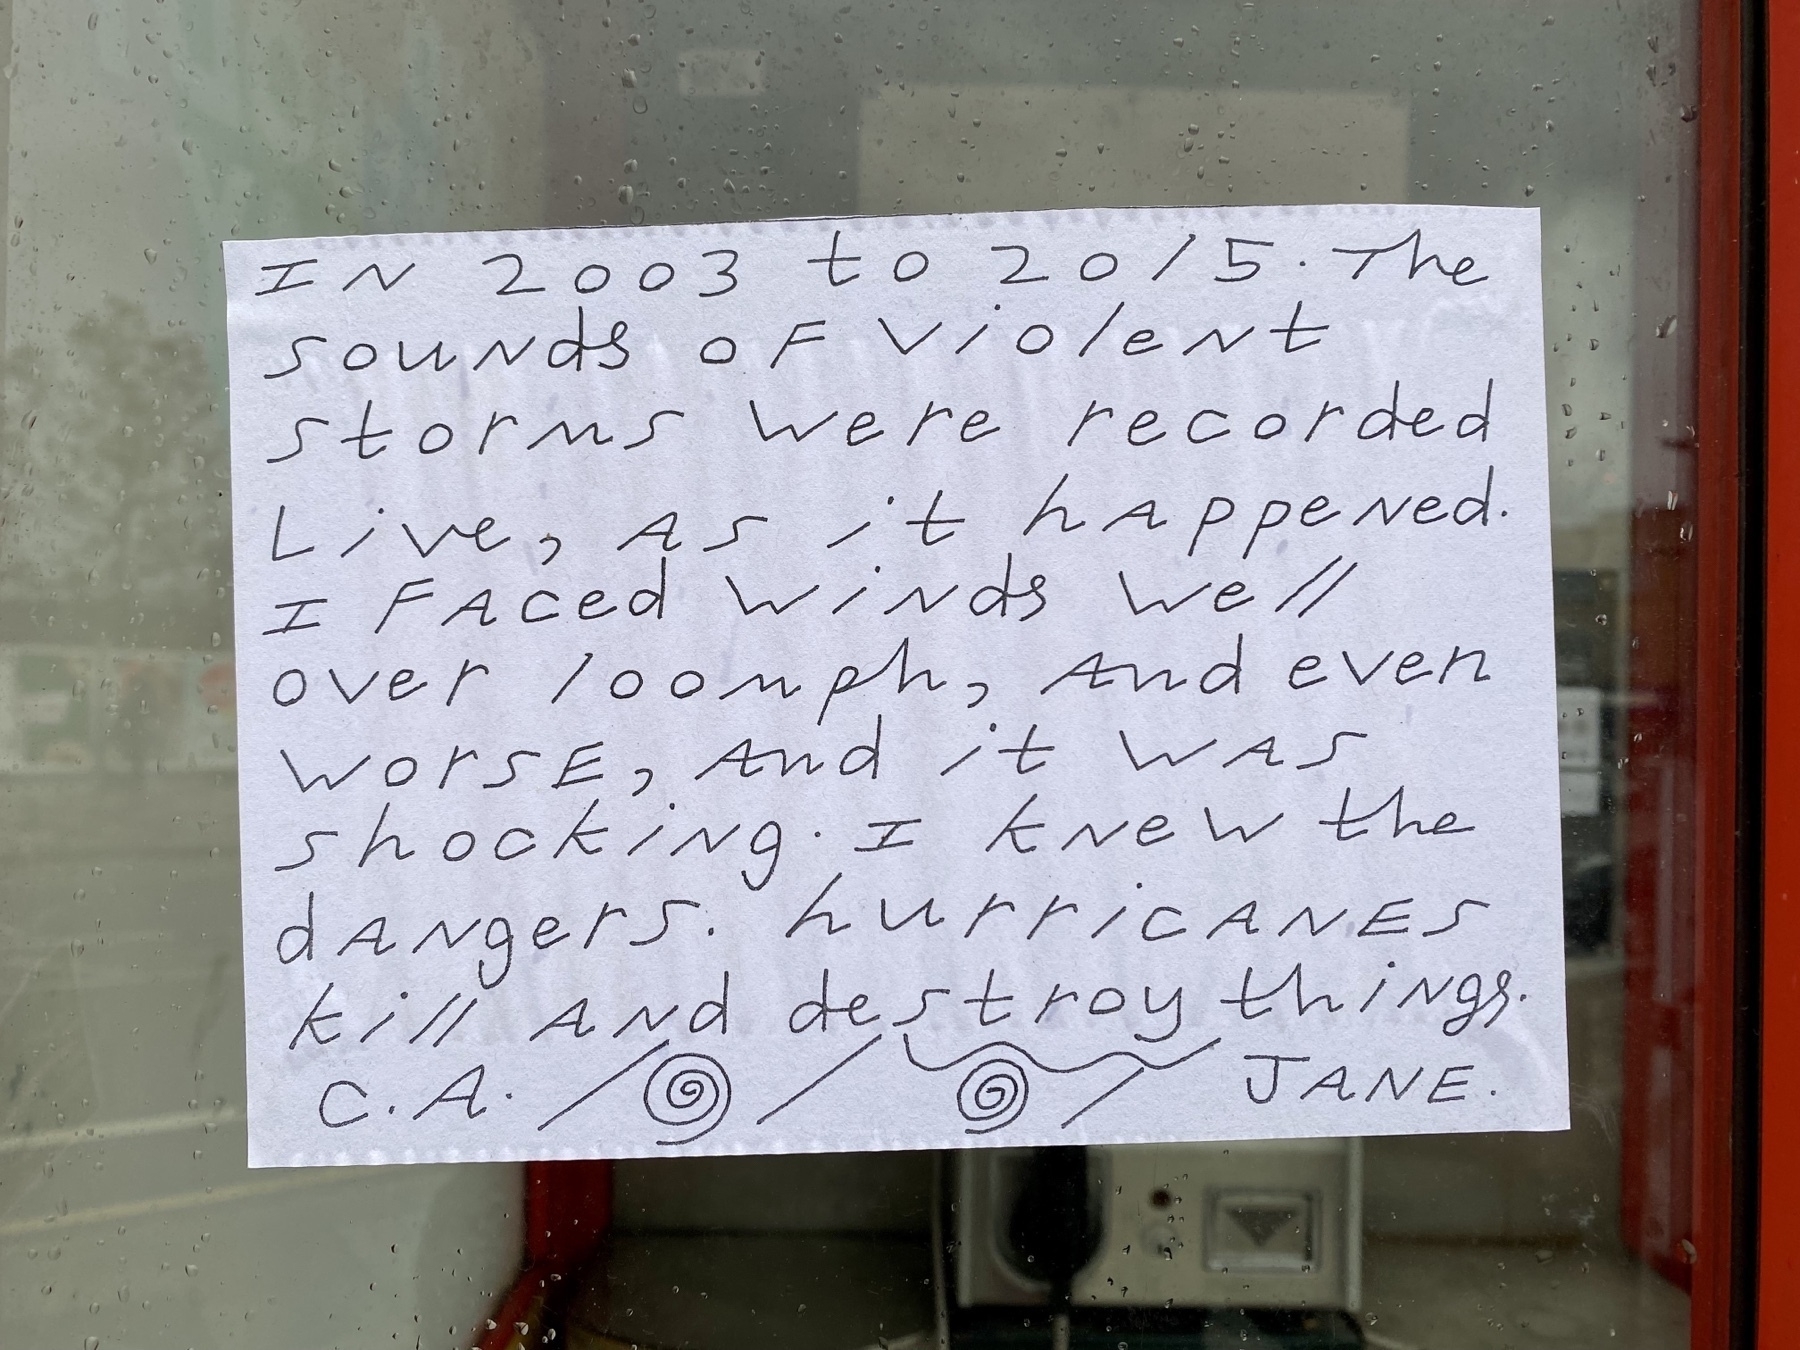 IN 2003 to 2015. The
sounds of violent
storms were recorded
Live, as it happened.
I faced winds well
over 100mph, and even
worse, and it was
shocking. I knew the
dangers. hurricanes
kill and destroy things.
C.A. JANE.